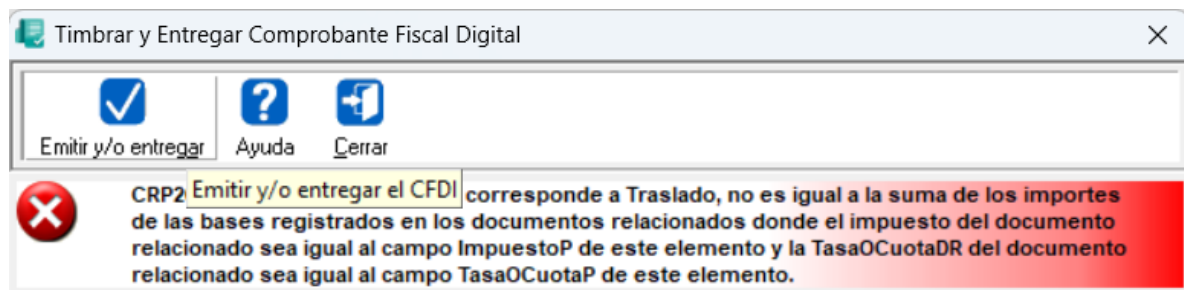 Timbrar y Entregar Comprobante Fiscal Digital
Emitir y/o entregar Ayuda Cerrar
Emitir y/o entregar el CFDI
CRP2 corresponde a Traslado, no es igual a la suma de los importes
de las bases registrados en los documentos relacionados donde el impuesto del documento
relacionado sea igual al campo ImpuestoP de este elemento y la TasaOCuotaDR del documento
relacionado sea igual al campo TasaOCuotaP de este elemento.